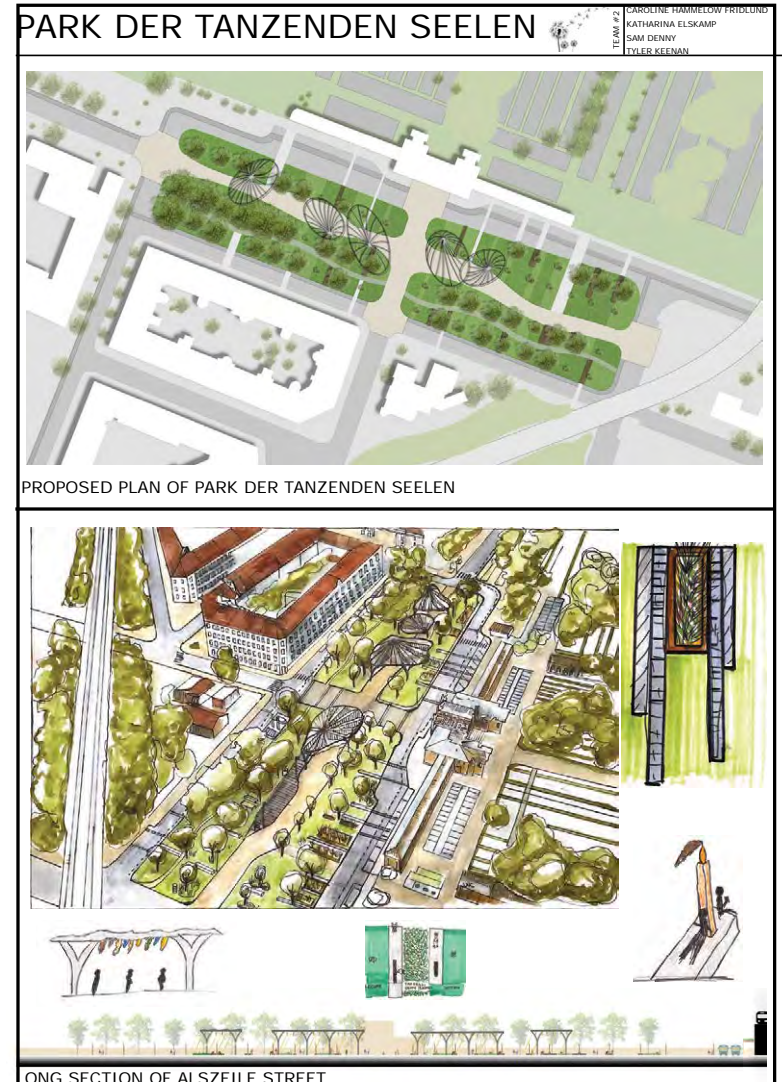 PARK DER TANZENDEN SEELEN
TEAM #2
CAROLINE HAMMELOW FRIDLUND
KATHARINA ELSKAMP
SAM DENNY
TYLER KEENAN
PROPOSED PLAN OF PARK DER TANZENDEN SEELEN
ONG SECTION OF ALSZEILE STREET